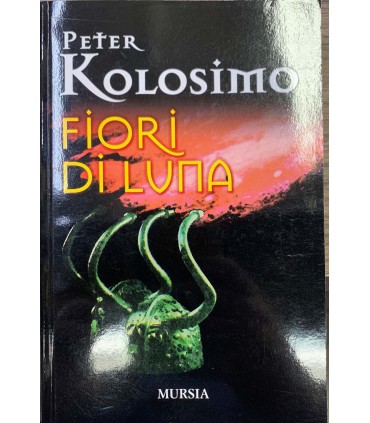 PETER
KOLOSIMO
FIORI
DI LUNA
MURSIA